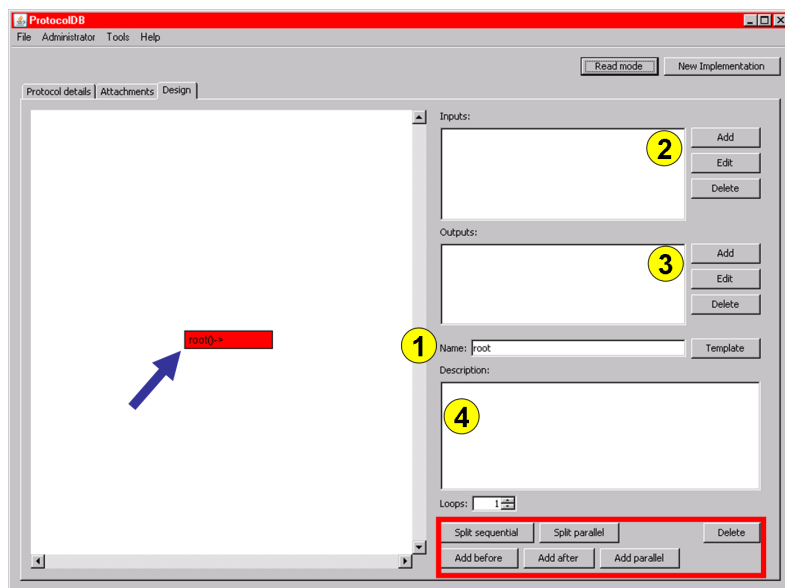 ProtocolDB
File Administrator Tools Help
Read mode New Implementation
Protocol details Attachments Design
Inputs:
2
Add
Edit
Delete
Outputs:
3
Add
Edit
Delete
root()->
1
Name: root Template
Description:
4
Loops: 1
Split sequential Split parallel Delete
Add before Add after Add parallel